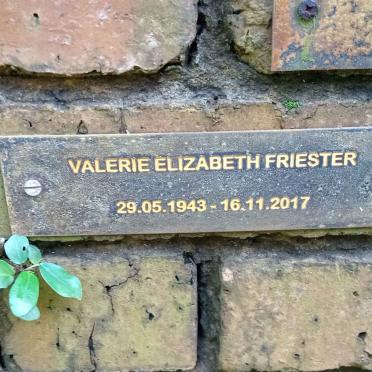 VALERIE ELIZABETH FRIESTER
29.05.1943 - 16.11.2017